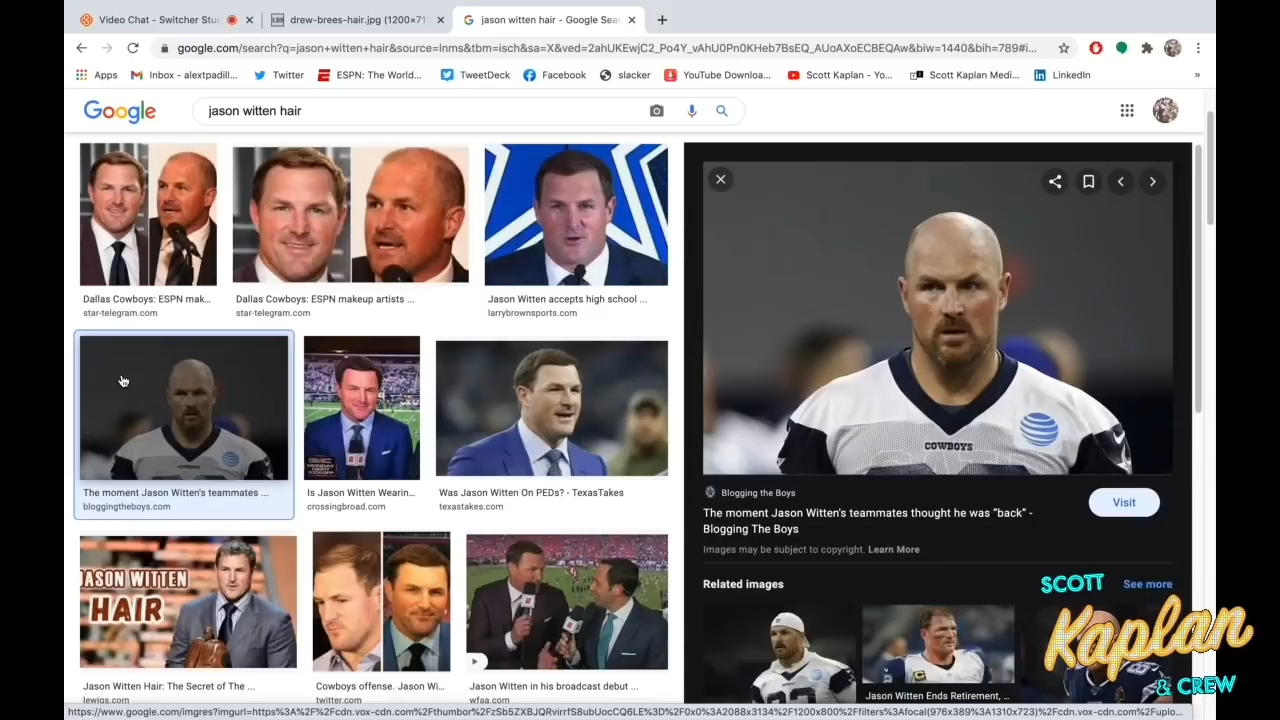 Video Chat - Switcher Stu
drew-brees-hair.jpg (1200×71
jason witten hair - Google Sea
google.com/search?q=jason+witten+hair&source=lnms&tbm=isch&sa=X&ved=2ahUKEwjC2_Po4Y_vAhU0Pn0KHeb7BsEQ_AUoAXoECBEQAw&biw=1440&bih=789#i...
Apps
Inbox - alextpadill...
Twitter
ESPN: The World...
TweetDeck
Facebook
slacker
YouTube Downloa...
Scott Kaplan - Yo...
Scott Kaplan Medi...
LinkedIn
»
Google
jason witten hair
Dallas Cowboys: ESPN mak...
star-telegram.com
Dallas Cowboys: ESPN makeup artists ...
star-telegram.com
Jason Witten accepts high school ...
larrybrownsports.com
COWBOYS
The moment Jason Witten's teammates ...
bloggingtheboys.com
Is Jason Witten Wearin...
crossingbroad.com
Was Jason Witten On PEDs? - TexasTakes
texastakes.com
Blogging the Boys
The moment Jason Witten's teammates thought he was "back" -
Blogging The Boys
Visit
Images may be subject to copyright. Learn More
Related images
See more
JASON WITTEN
HAIR
Jason Witten Hair: The Secret of The ...
lewigs.com
Cowboys offense. Jason Wi...
twitter.com
Jason Witten in his broadcast debut ...
wfaa.com
Jason Witten Ends Retirement, ...
SCOTT
Kaplan
& CREW